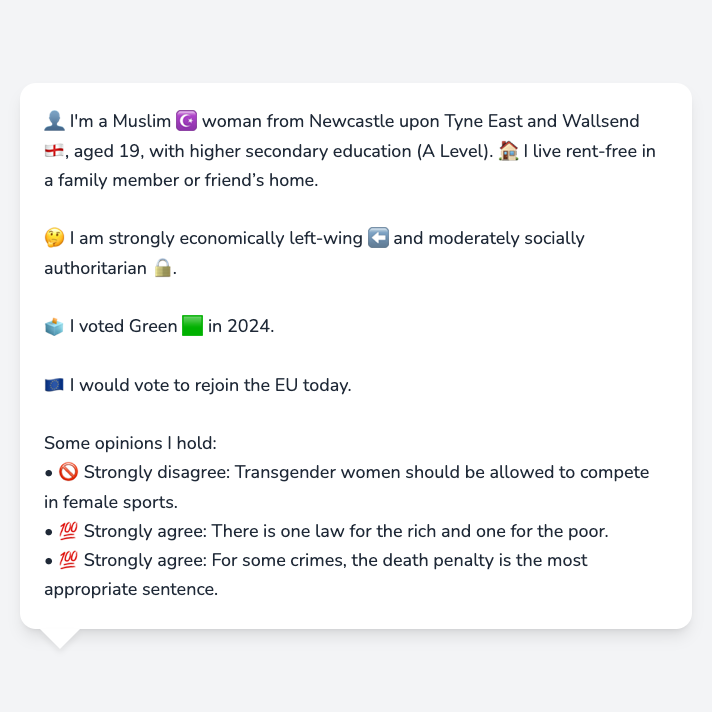 👤 I'm a Muslim ☪️ woman from Newcastle upon Tyne East and Wallsend
🏴󠁧󠁢󠁥󠁮󠁧󠁿, aged 19, with higher secondary education (A Level). 🏠 I live rent-free in
a family member or friend’s home.
🤔 I am strongly economically left-wing ⬅️ and moderately socially
authoritarian 🔒.
🗳️ I voted Green 🟩 in 2024.
🇪🇺 I would vote to rejoin the EU today.
Some opinions I hold:
• 🚫 Strongly disagree: Transgender women should be allowed to compete
in female sports.
• 💯 Strongly agree: There is one law for the rich and one for the poor.
• 💯 Strongly agree: For some crimes, the death penalty is the most
appropriate sentence.